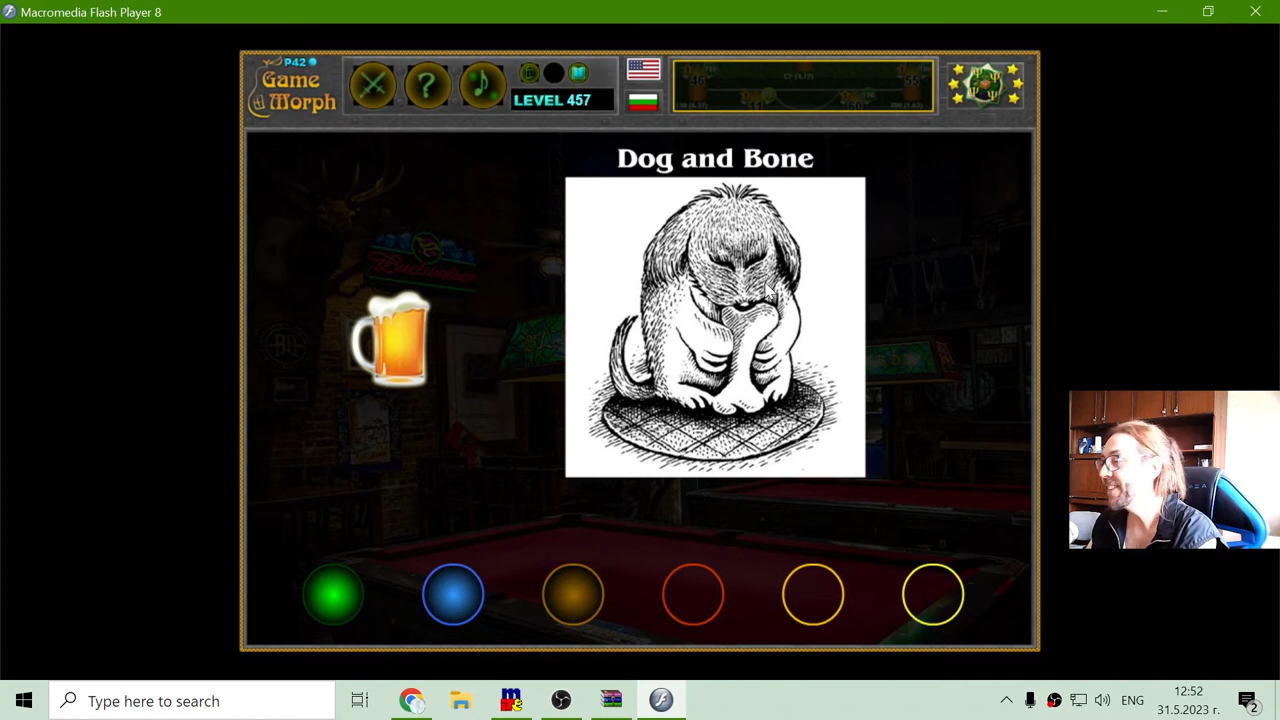 Macromedia Flash Player 8
P42
Game Morph
LEVEL 457
Budweiser
Dog and Bone
Type here to search
ENG
12:52
31.5.2023 г.
2